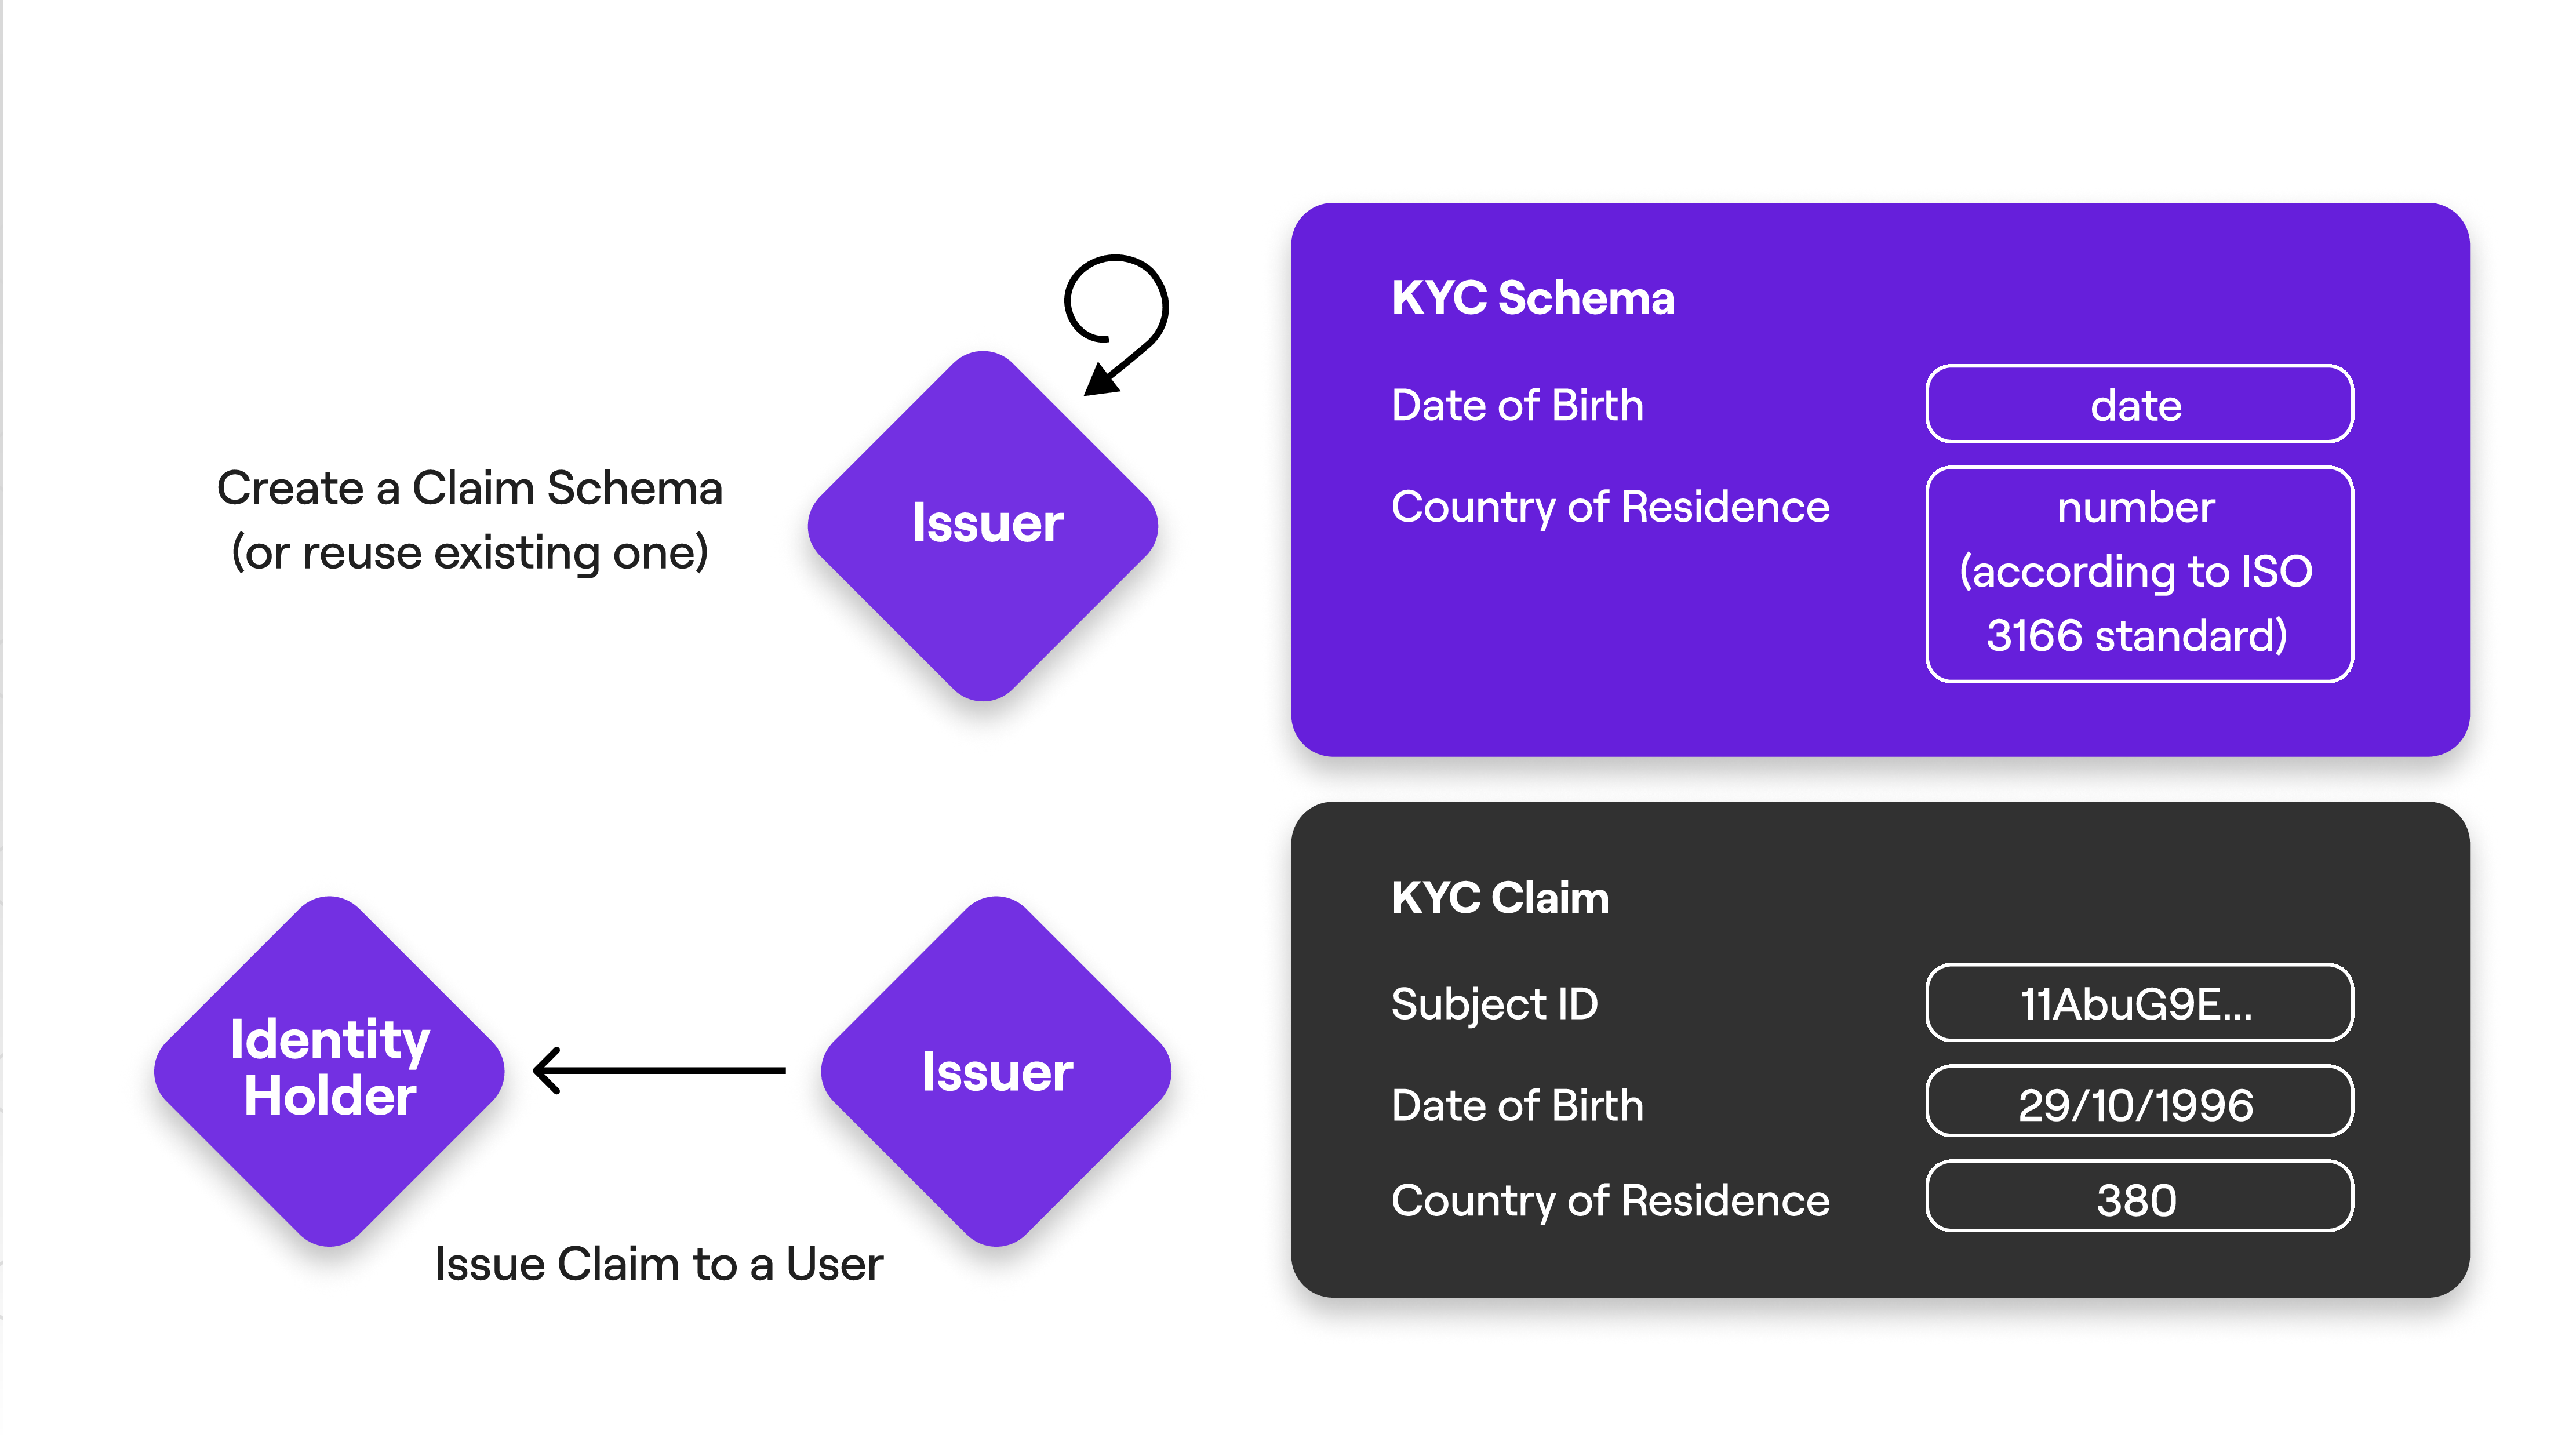 Create a Claim Schema
(or reuse existing one)
Issuer
KYC Schema
Date of Birth
date
Country of Residence
number
(according to ISO
3166 standard)
Identity
Holder
Issuer
Issue Claim to a User
KYC Claim
Subject ID
11AbuG9E...
Date of Birth
29/10/1996
Country of Residence
380